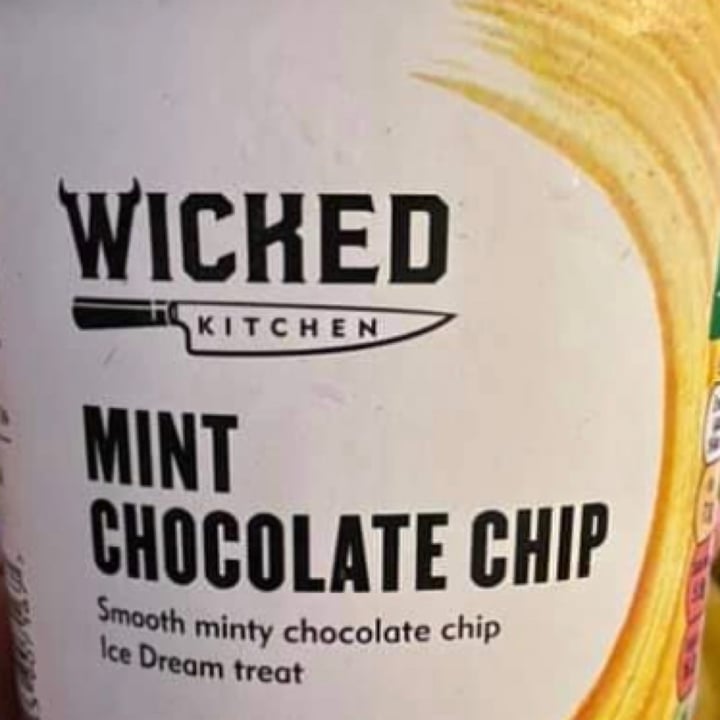 WICKED
KITCHEN
MINT
CHOCOLATE CHIP
Smooth minty chocolate chip
Ice Dream treat